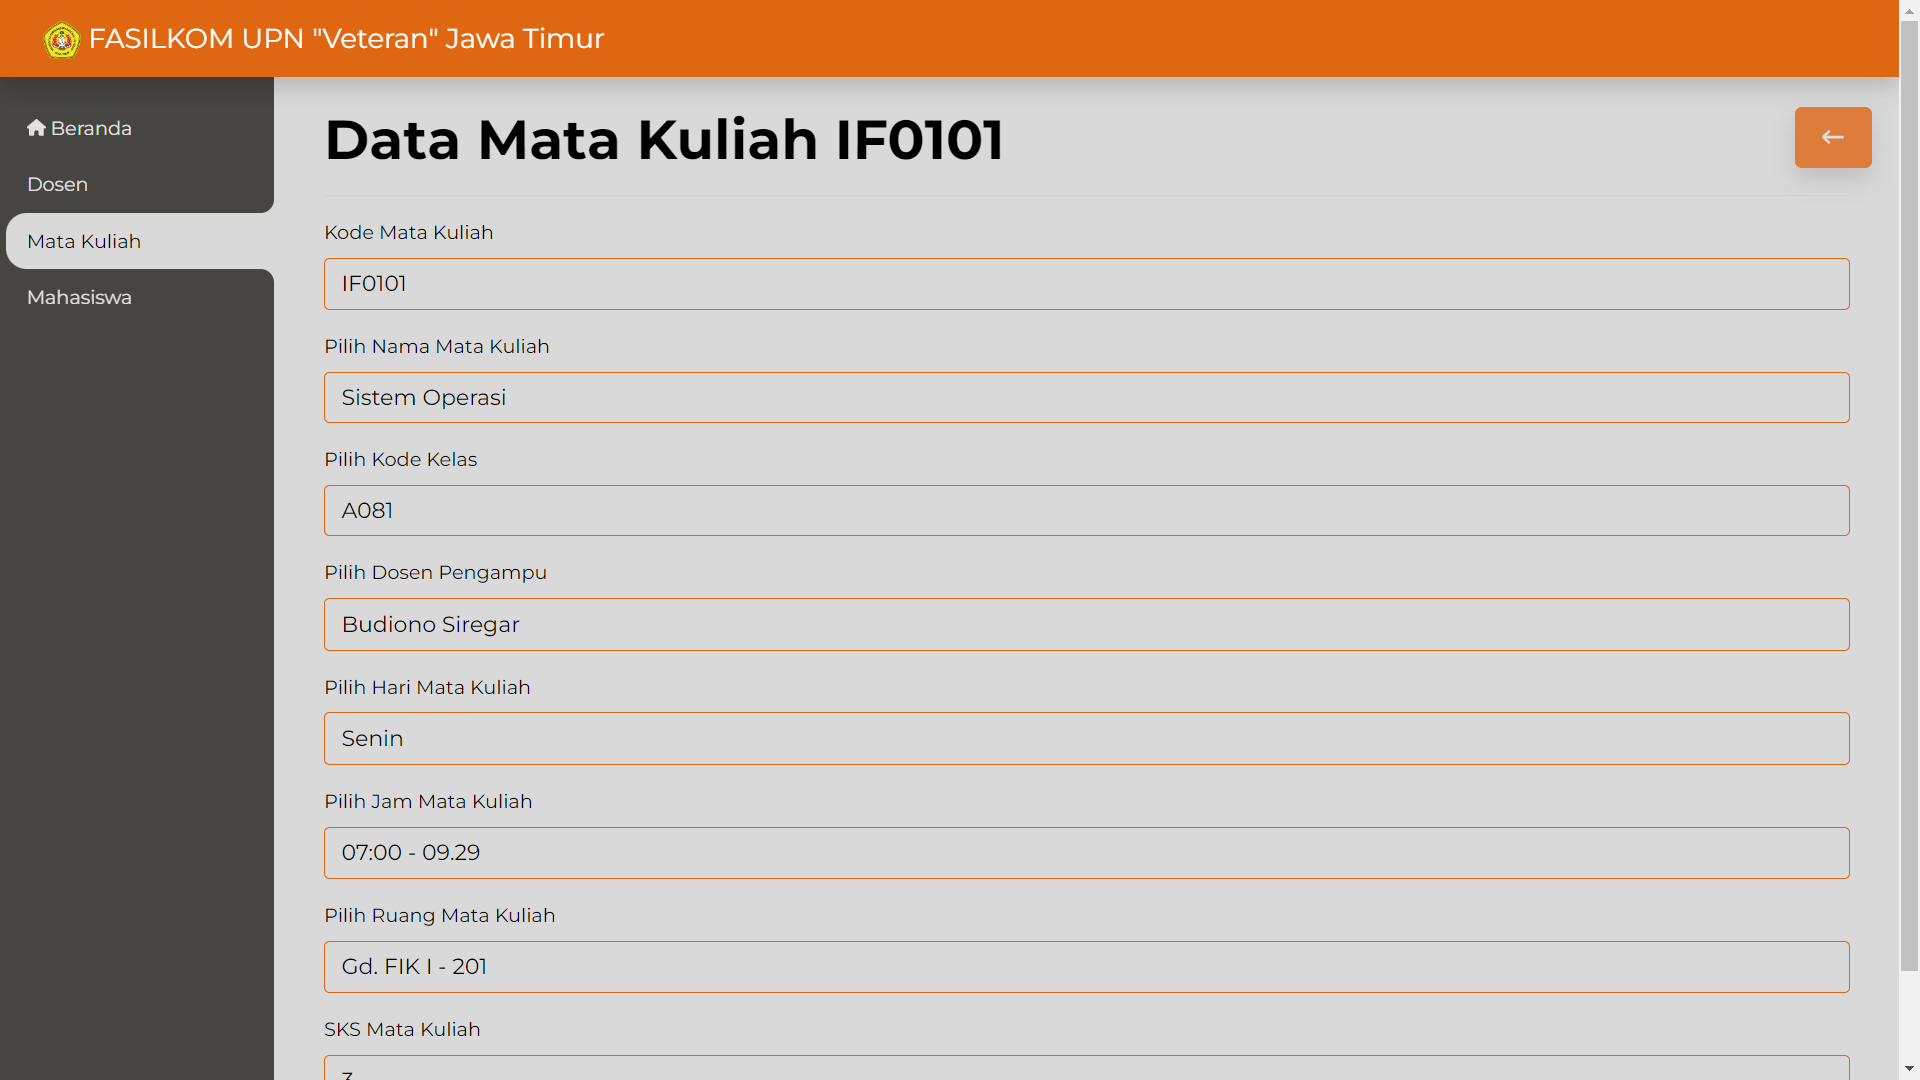 FASILKOM UPN "Veteran" Jawa Timur
Beranda
Dosen
Mata Kuliah
Mahasiswa
Data Mata Kuliah IF0101
Kode Mata Kuliah
IF0101
Pilih Nama Mata Kuliah
Sistem Operasi
Pilih Kode Kelas
A081
Pilih Dosen Pengampu
Budiono Siregar
Pilih Hari Mata Kuliah
Senin
Pilih Jam Mata Kuliah
07:00 - 09.29
Pilih Ruang Mata Kuliah
Gd. FIK I - 201
SKS Mata Kuliah
3